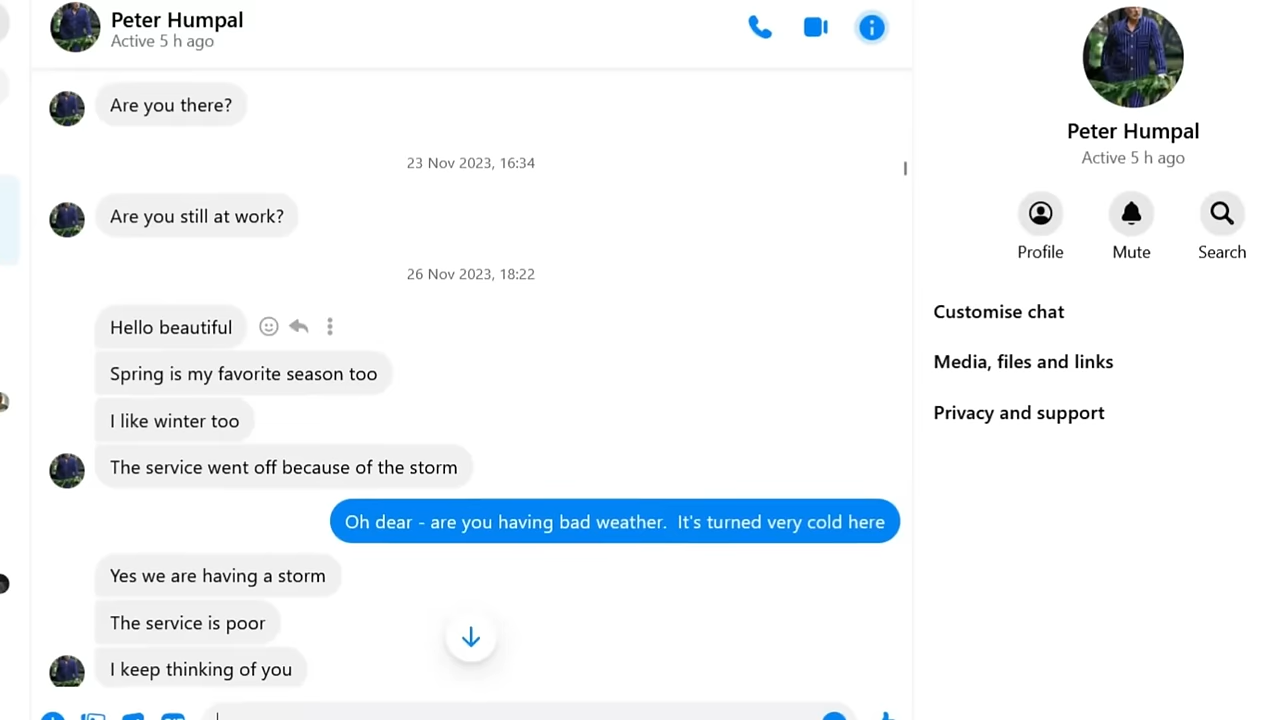 Peter Humpal
Active 5 h ago
Are you there?
23 Nov 2023, 16:34
Are you still at work?
26 Nov 2023, 18:22
Hello beautiful
Spring is my favorite season too
I like winter too
The service went off because of the storm
Oh dear - are you having bad weather.  It's turned very cold here
Yes we are having a storm
The service is poor
I keep thinking of you
Peter Humpal
Active 5 h ago
Profile
Mute
Search
Customise chat
Media, files and links
Privacy and support